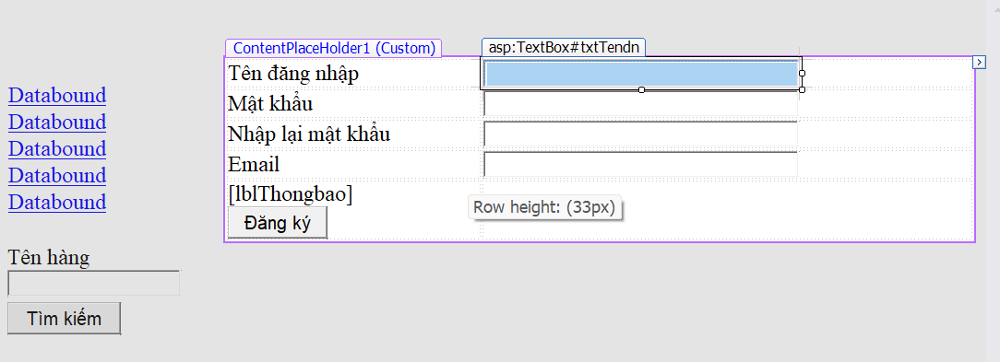 ContentPlaceHolder1 (Custom)
asp:TextBox#txtTendn
Tên đăng nhập
Mật khẩu
Nhập lại mật khẩu
Email
[lblThongbao]
Row height: (33px)
Đăng ký
Databound
Databound
Databound
Databound
Databound
Tên hàng
Tìm kiếm